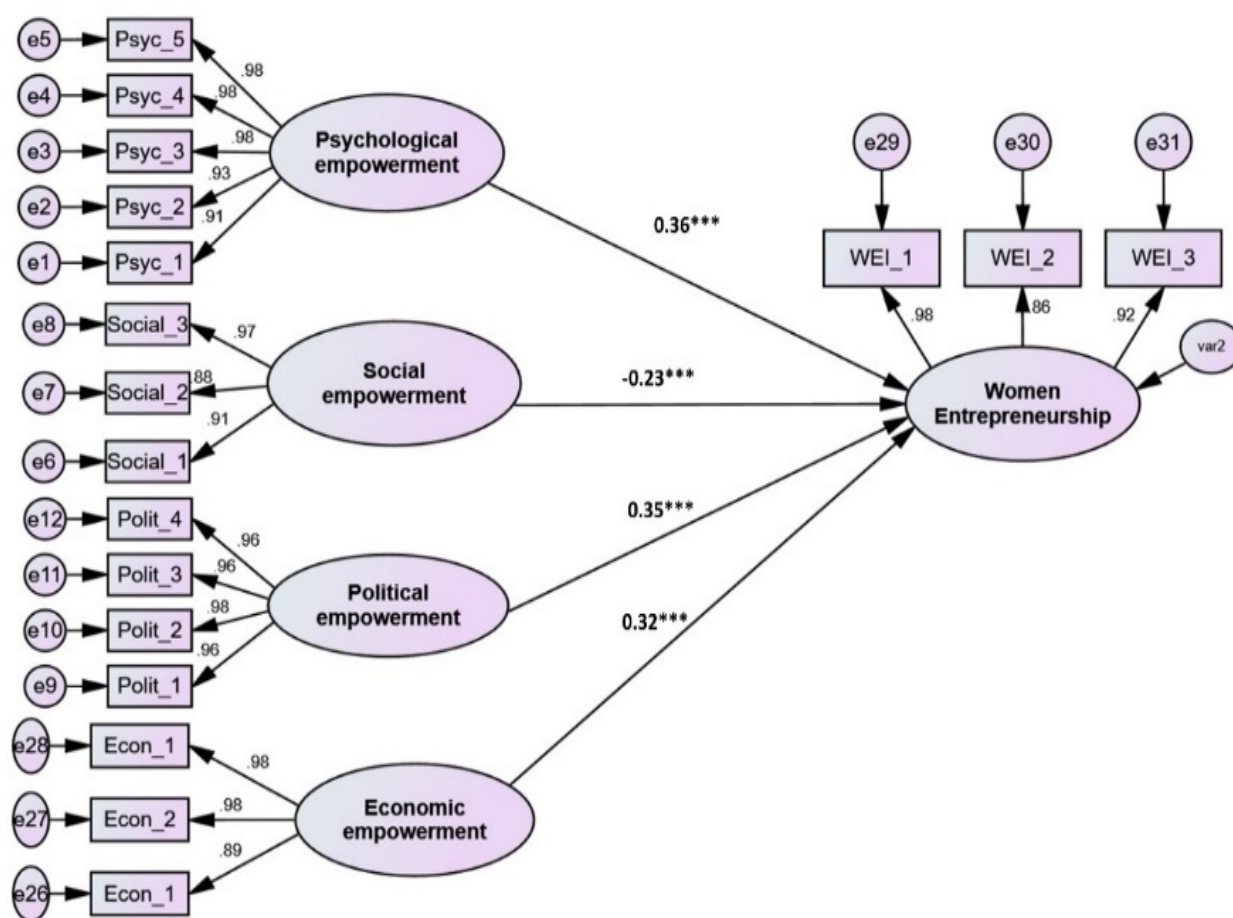 e5
Psyc_5
.98
e4
Psyc_4
.98
e3
Psyc_3
.98
e2
Psyc_2
.93
e1
Psyc_1
.91
Psychological
empowerment
0.36***
e8
Social_3
.97
e7
Social_2
.88
e6
Social_1
.91
Social
empowerment
-0.23***
e12
Polit_4
.96
e11
Polit_3
.96
e10
Polit_2
.98
e9
Polit_1
.96
Political
empowerment
0.35***
e28
Econ_1
.98
e27
Econ_2
.98
e26
Econ_1
.89
Economic
empowerment
0.32***
e29
e30
e31
WEI_1
WEI_2
WEI_3
.98
.86
.92
var2
Women
Entrepreneurship